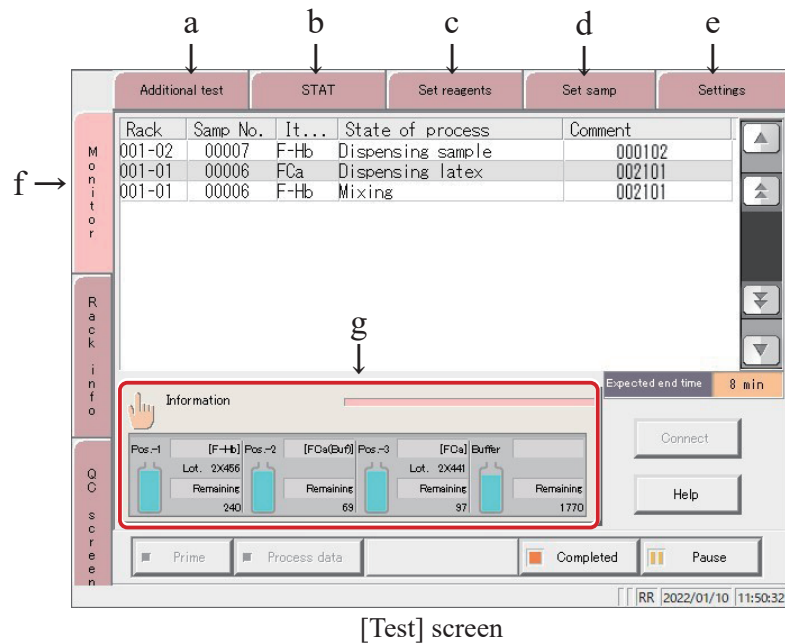 a b c d e
Additional test STAT Set reagents Set samp Settings
Rack Samp No. It... State of process Comment
001-02 00007 F-Hb Dispensing sample 000102
001-01 00006 FCa Dispensing latex 002101
001-01 00006 F-Hb Mixing 002101
f
Monitor
Rack info
QC screen
g
Expected end time 8 min
Information
Pos.-1 [F-Hb] Pos.-2 [FCa(Buf)] Pos.-3 [FCa] Buffer
Lot. 2X456 Lot. 2X441
Remaining Remaining Remaining Remaining
240 69 97 1770
Connect
Help
Prime Process data Completed Pause
RR 2022/01/10 11:50:32
[Test] screen